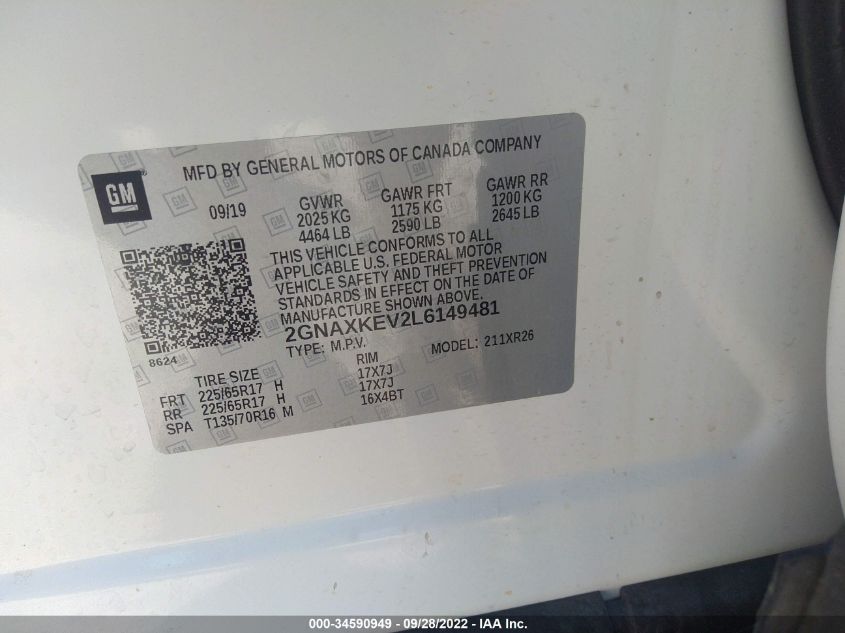 MFD BY GENERAL MOTORS OF CANADA COMPANY
GM
09/19
GVWR
2025 KG
4464 LB
GAWR FRT
1175 KG
2590 LB
GAWR RR
1200 KG
2645 LB
THIS VEHICLE CONFORMS TO ALL
APPLICABLE U.S. FEDERAL MOTOR
VEHICLE SAFETY AND THEFT PREVENTION
STANDARDS IN EFFECT ON THE DATE OF
MANUFACTURE SHOWN ABOVE.
2GNAXKEV2L6149481
8624
TYPE: M.P.V. MODEL: 211XR26
TIRE SIZE RIM
FRT 225/65R17 H 17X7J
RR 225/65R17 H 17X7J
SPA T135/70R16 M 16X4BT
000-34590949 - 09/28/2022 - IAA Inc.